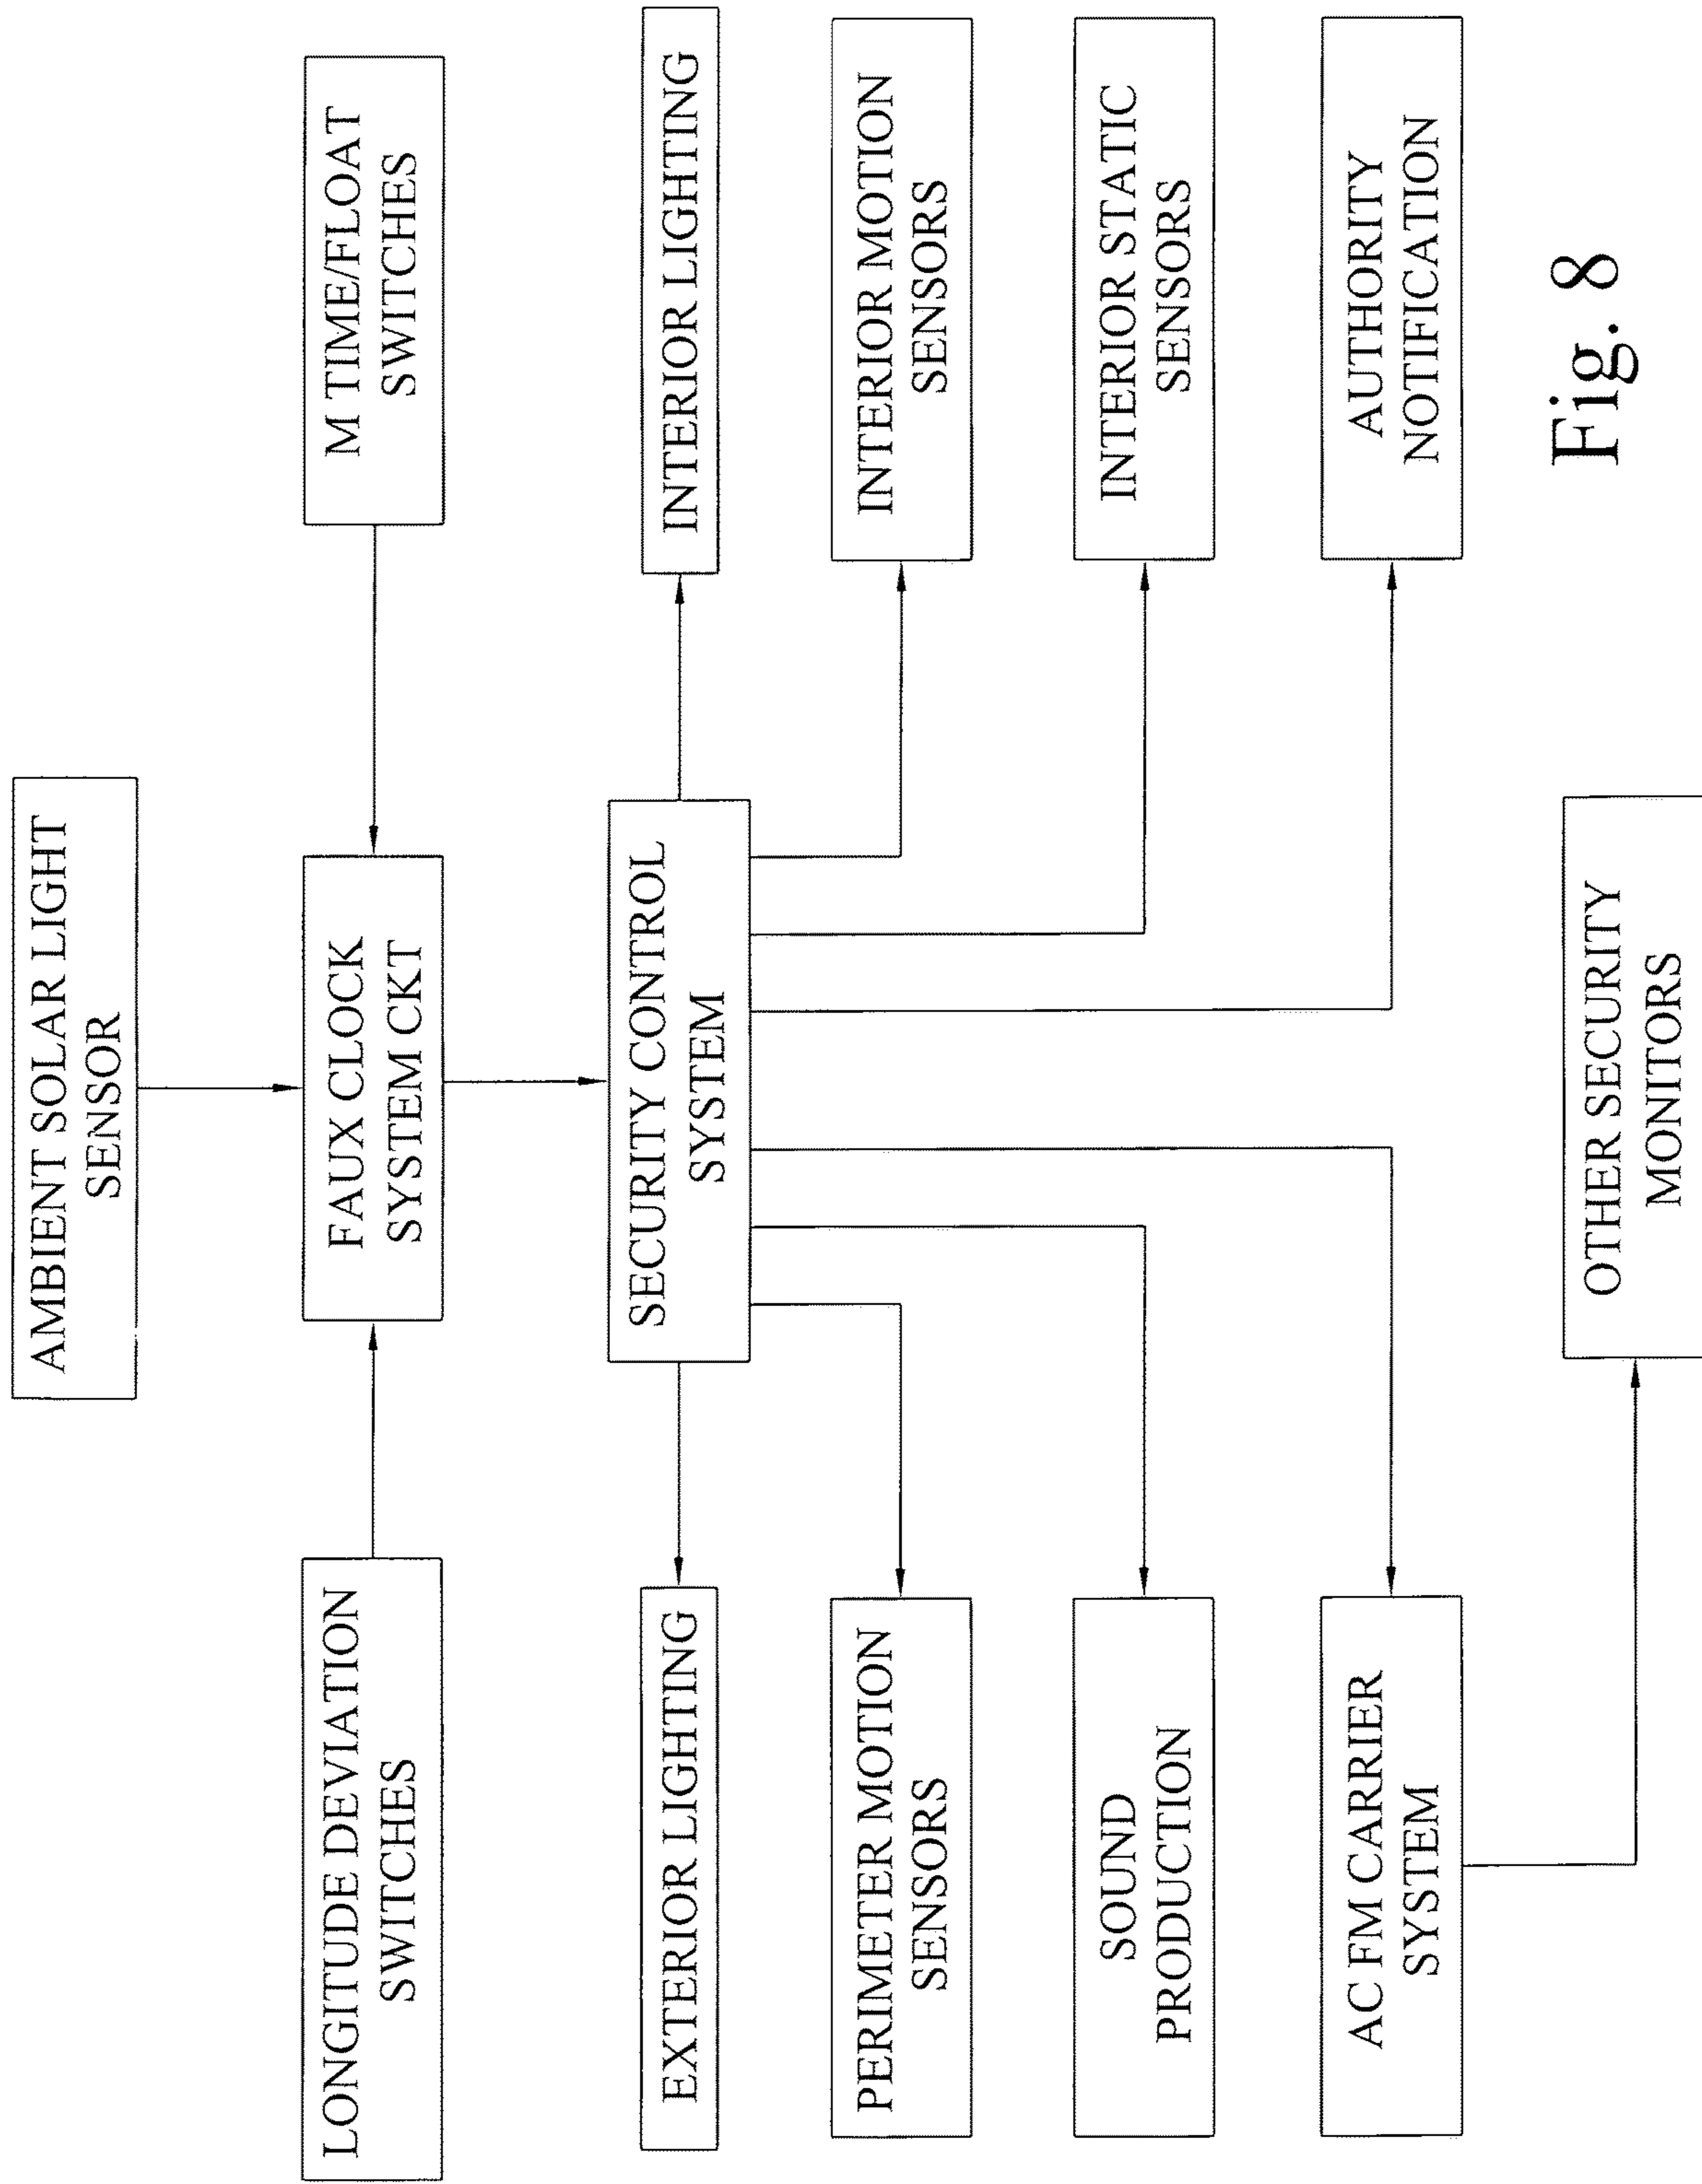 AMBIENT SOLAR LIGHT
SENSOR
LONGITUDE DEVIATION
SWITCHES
FAUX CLOCK
SYSTEM CKT
M TIME/FLOAT
SWITCHES
SECURITY CONTROL
SYSTEM
EXTERIOR LIGHTING
INTERIOR LIGHTING
PERIMETER MOTION
SENSORS
INTERIOR MOTION
SENSORS
SOUND
PRODUCTION
INTERIOR STATIC
SENSORS
AC FM CARRIER
SYSTEM
AUTHORITY
NOTIFICATION
OTHER SECURITY
MONITORS
Fig. 8